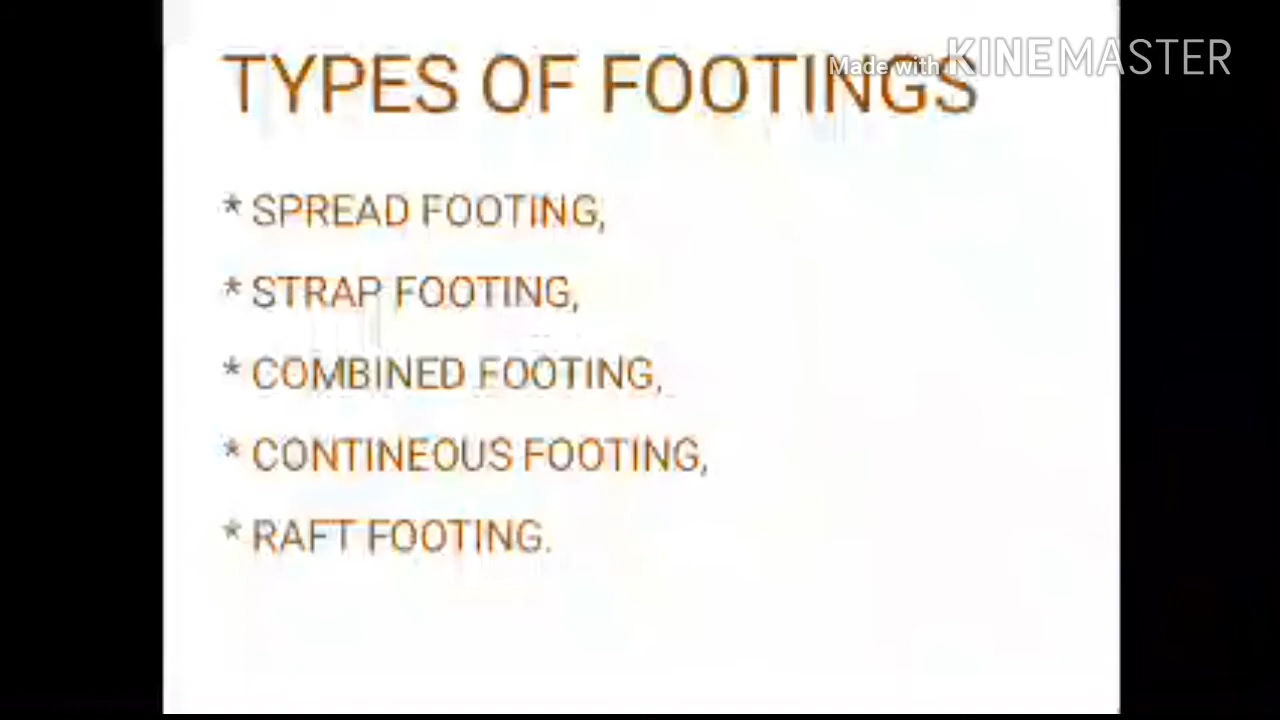 Made with KINEMASTER
TYPES OF FOOTINGS
* SPREAD FOOTING,
* STRAP FOOTING,
* COMBINED FOOTING,
* CONTINEOUS FOOTING,
* RAFT FOOTING.